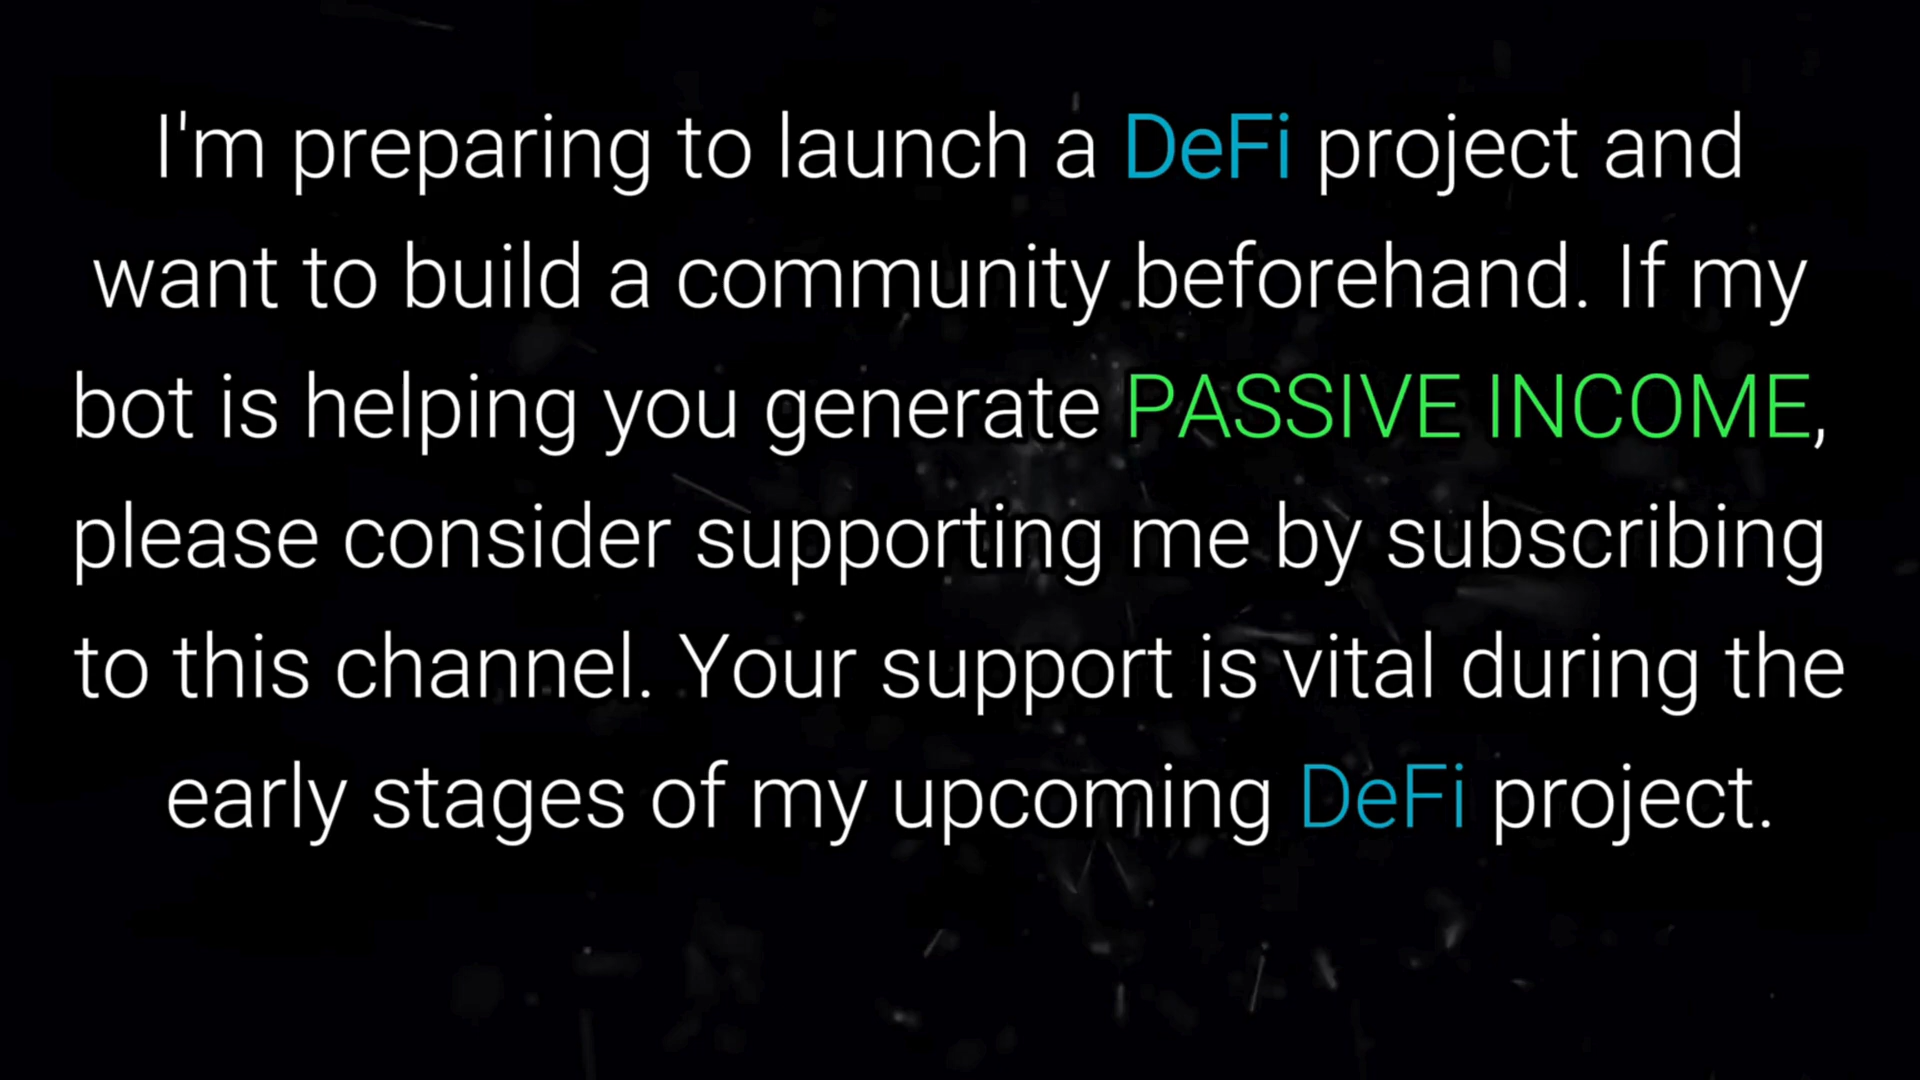 I'm preparing to launch a DeFi project and
want to build a community beforehand. If my
bot is helping you generate PASSIVE INCOME,
please consider supporting me by subscribing
to this channel. Your support is vital during the
early stages of my upcoming DeFi project.